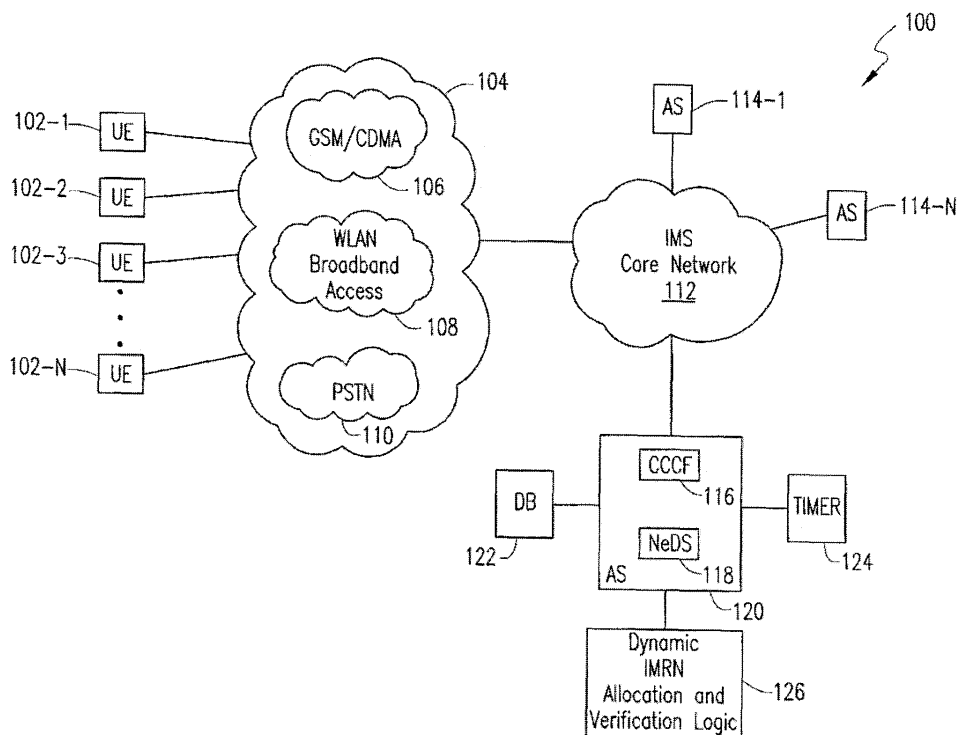 100
104
102-1
UE
GSM/CDMA
106
102-2
UE
102-3
UE
WLAN
Broadband
Access
108
102-N
UE
PSTN
110
AS
114-1
AS
114-N
IMS
Core Network
112
CCCF
116
NeDS
118
AS
120
DB
122
TIMER
124
Dynamic
IMRN
Allocation and
Verification Logic
126